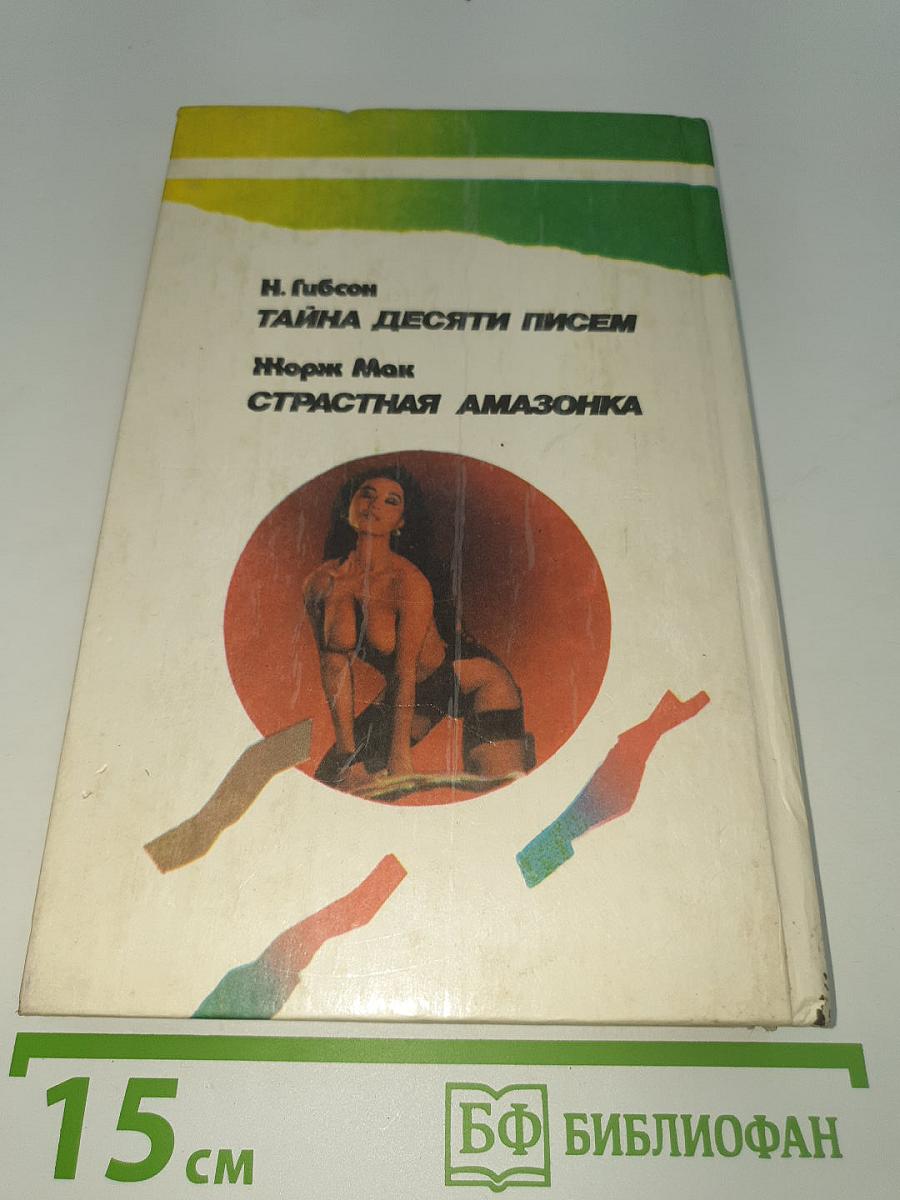 Н. Гибсон
ТАЙНА ДЕСЯТИ ПИСЕМ
Жорж Мак
СТРАСТНАЯ АМАЗОНКА
15 см
БФ БИБЛИОФАН